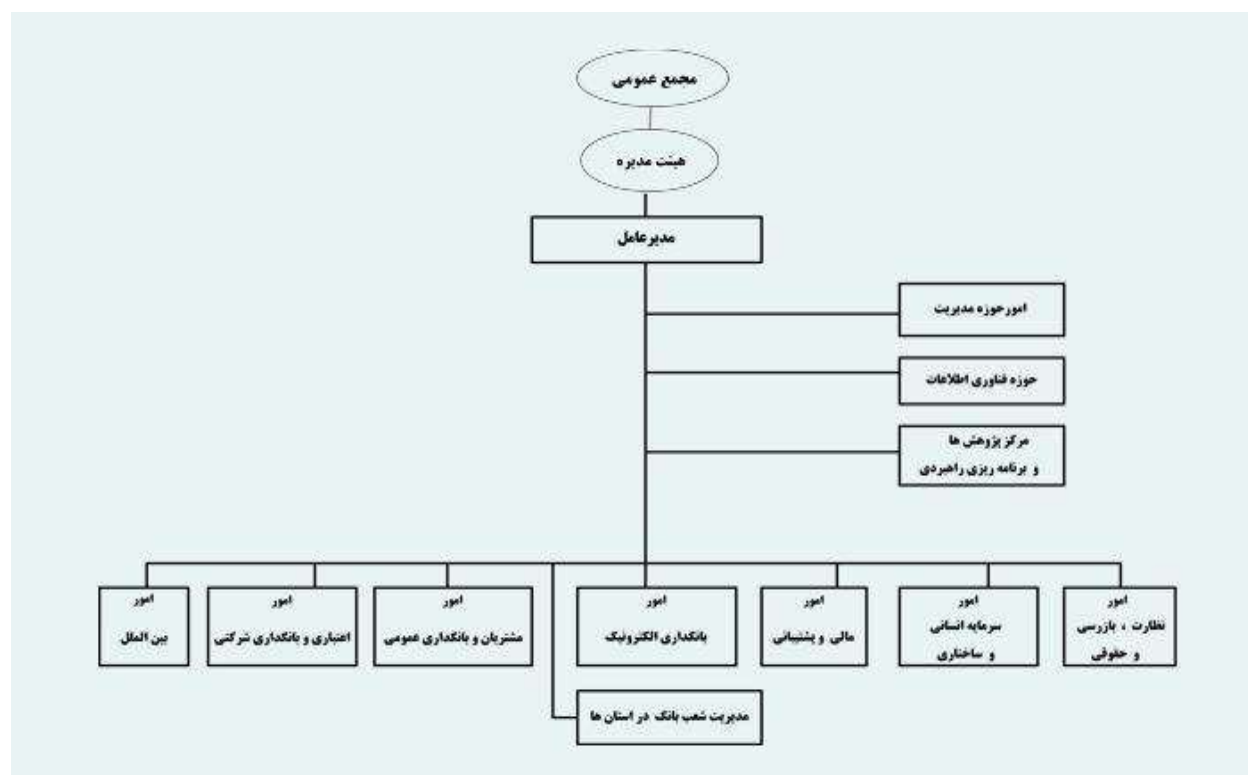 مجمع عمومی
هیئت مدیره
مدیرعامل
امورحوزه مدیریت
حوزه فناوری اطلاعات
مرکز پژوهش ها
و برنامه ریزی راهبردی
امور
نظارت ، بازرسی
و حقوقی
امور
سرمایه انسانی
و ساختاری
امور
مالی و پشتیبانی
امور
بانکداری الکترونیک
امور
مشتریان و بانکداری عمومی
امور
اعتباری و بانکداری شرکتی
امور
بین الملل
مدیریت شعب بانک در استان ها